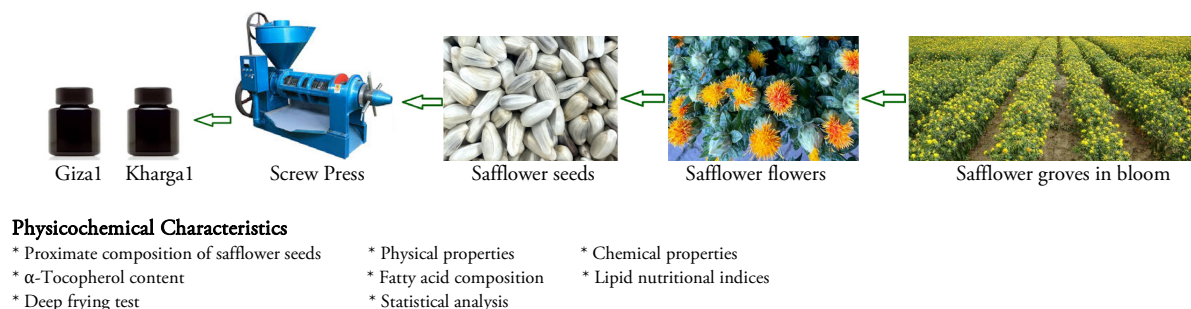 Giza1 Kharga1 Screw Press Safflower seeds Safflower flowers Safflower groves in bloom
Physicochemical Characteristics
* Proximate composition of safflower seeds * Physical properties * Chemical properties
* α-Tocopherol content * Fatty acid composition * Lipid nutritional indices
* Deep frying test * Statistical analysis